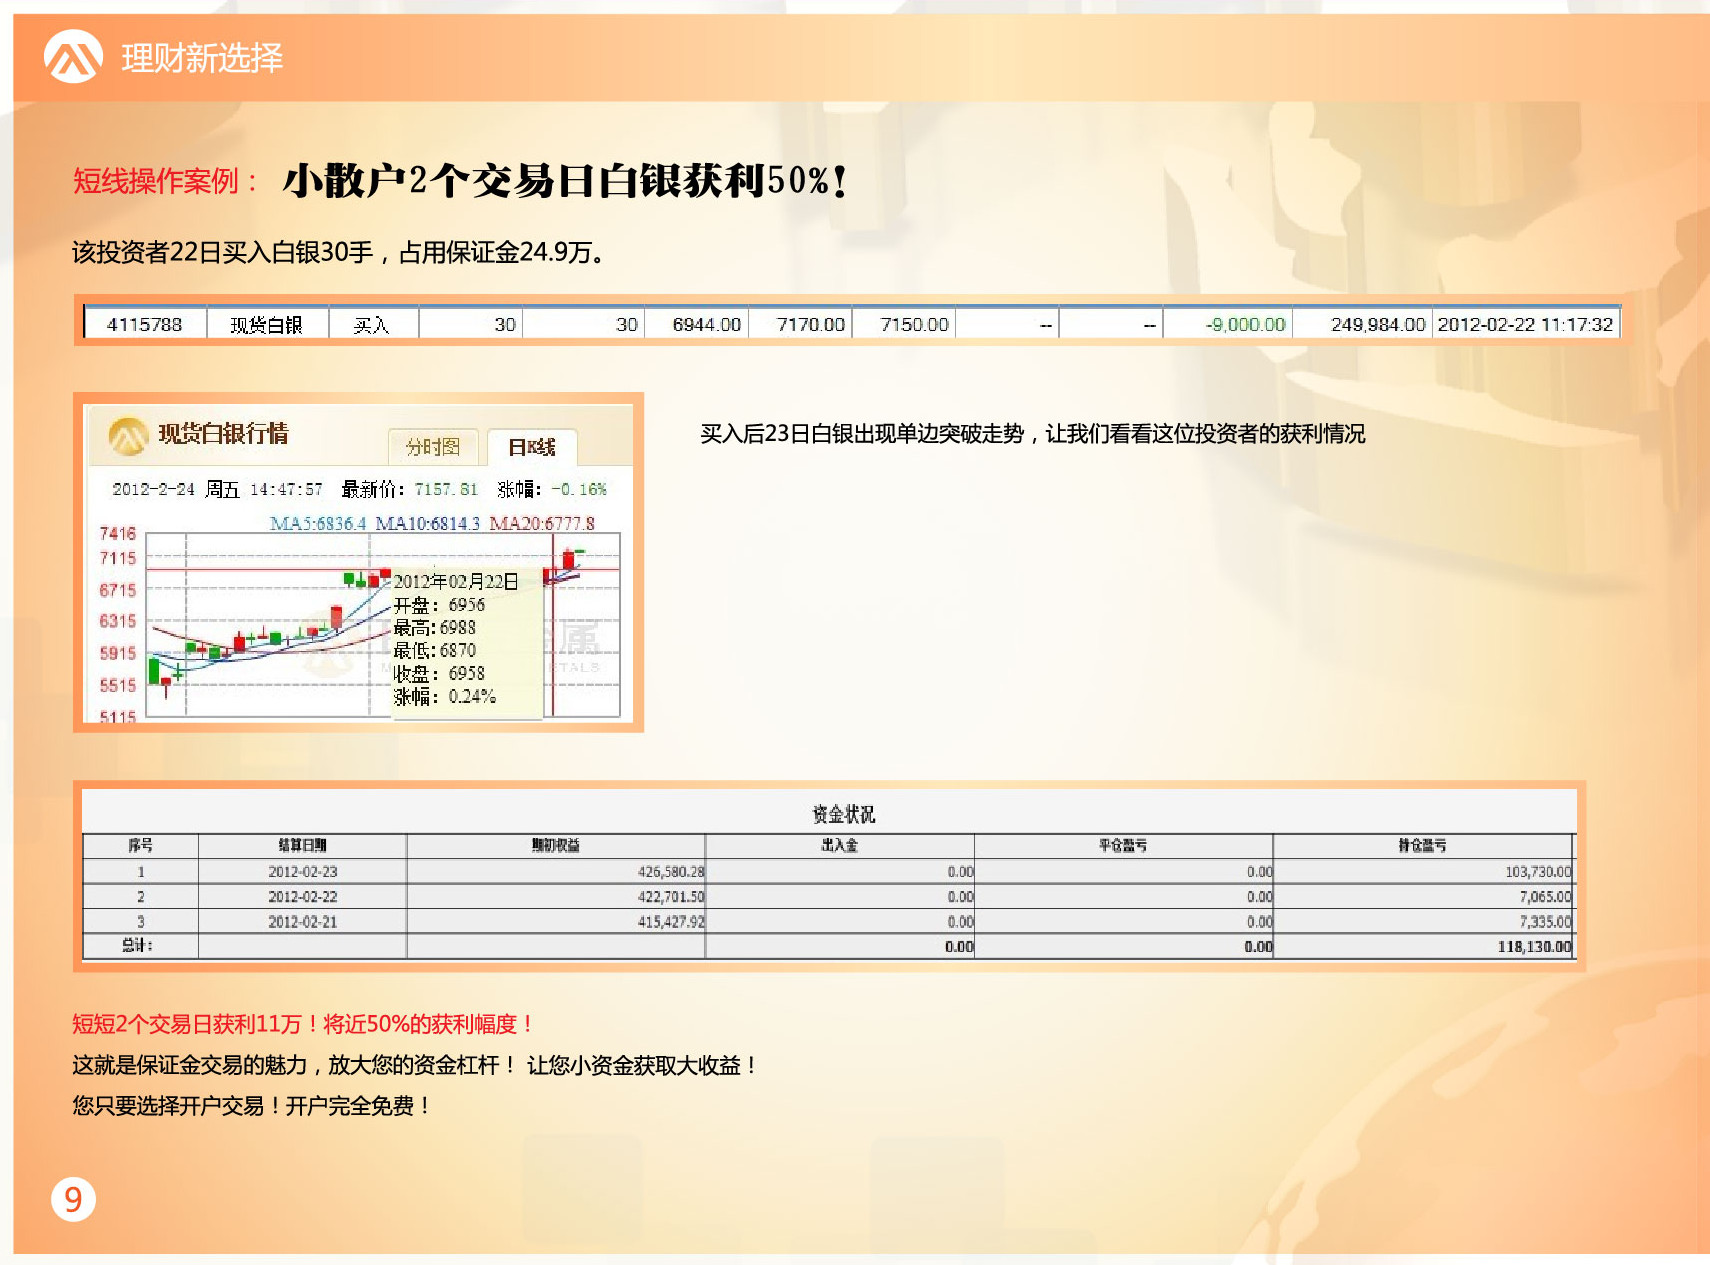 理财新选择
短线操作案例： 小散户2个交易日白银获利50%！
该投资者22日买入白银30手，占用保证金24.9万。
4115788 现货白银 买入 30 30 6944.00 7170.00 7150.00 -- -- -9,000.00 249,984.00 2012-02-22 11:17:32
现货白银行情 分时图 日K线
2012-2-24 周五 14:47:57 最新价：7157.81 涨幅：-0.16%
MA5:6836.4 MA10:6814.3 MA20:6777.8
7416
7115
6715
6315
5915
5515
5115
2012年02月22日
开盘：6956
最高:6988
最低:6870
收盘：6958
涨幅：0.24%
属
ETALS
买入后23日白银出现单边突破走势，让我们看看这位投资者的获利情况
资金状况
序号 结算日期 期初权益 出入金 平仓盈亏 持仓盈亏
1 2012-02-23 426,580.28 0.00 0.00 103,730.00
2 2012-02-22 422,701.50 0.00 0.00 7,065.00
3 2012-02-21 415,427.92 0.00 0.00 7,335.00
总计： 0.00 0.00 118,130.00
短短2个交易日获利11万！将近50%的获利幅度！
这就是保证金交易的魅力，放大您的资金杠杆！ 让您小资金获取大收益！
您只要选择开户交易！开户完全免费！
9